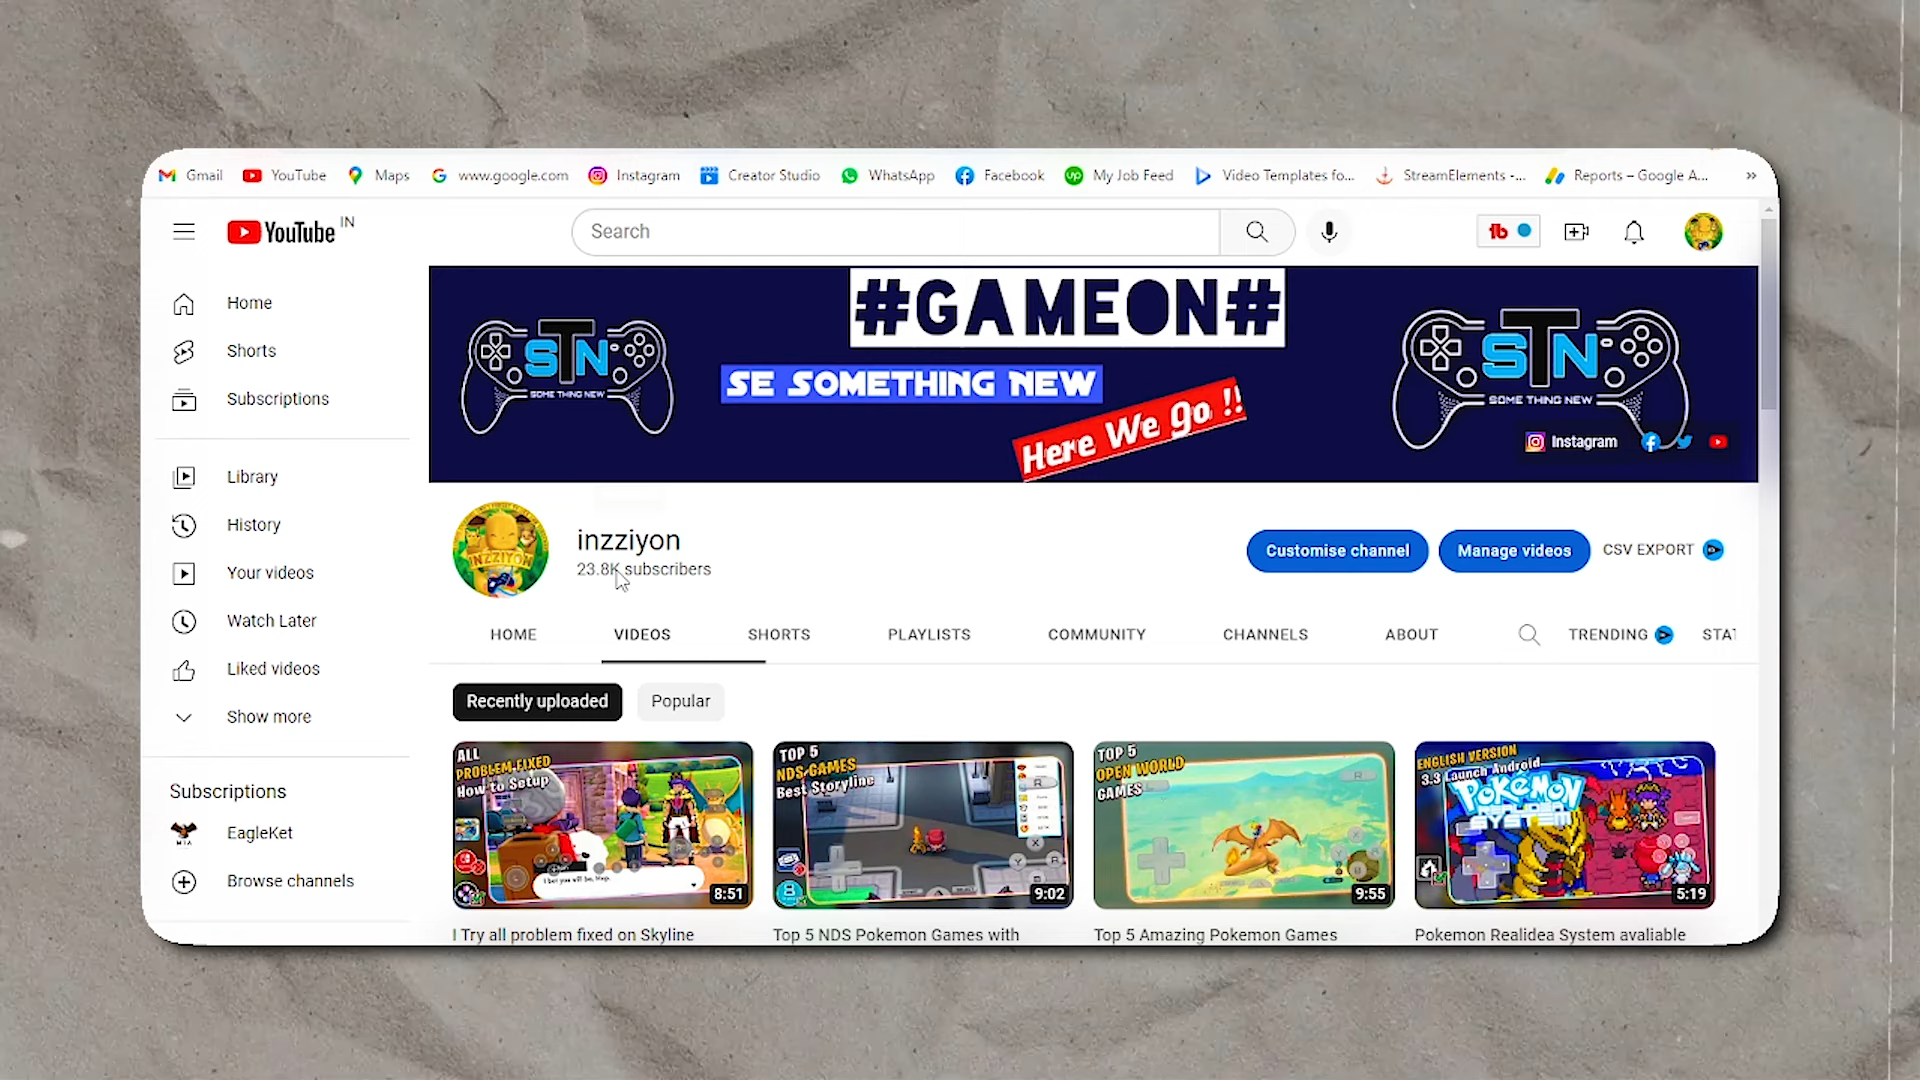 Gmail YouTube Maps www.google.com Instagram Creator Studio WhatsApp Facebook My Job Feed Video Templates fo... StreamElements -... Reports – Google A... »
YouTube IN
Search
Home
Shorts
Subscriptions
Library
History
Your videos
Watch Later
Liked videos
Show more
Subscriptions
EagleKet
Browse channels
#GAMEON#
SE SOMETHING NEW
Here We Go !!
STN
SOME THING NEW
STN
SOME THING NEW
Instagram
INZZIYON
inzziyon
23.8K subscribers
Customise channel
Manage videos
CSV EXPORT
HOME VIDEOS SHORTS PLAYLISTS COMMUNITY CHANNELS ABOUT TRENDING
Recently uploaded
Popular
ALL
PROBLEM FIXED
How to Setup
8:51
I Try all problem fixed on Skyline
TOP 5
NDS GAMES
Best Storyline
9:02
Top 5 NDS Pokemon Games with
TOP 5
OPEN WORLD
GAMES
9:55
Top 5 Amazing Pokemon Games
ENGLISH VERSION
3.3 Launch Android
POKéMON
SYSTEM
5:19
Pokemon Realidea System avaliable